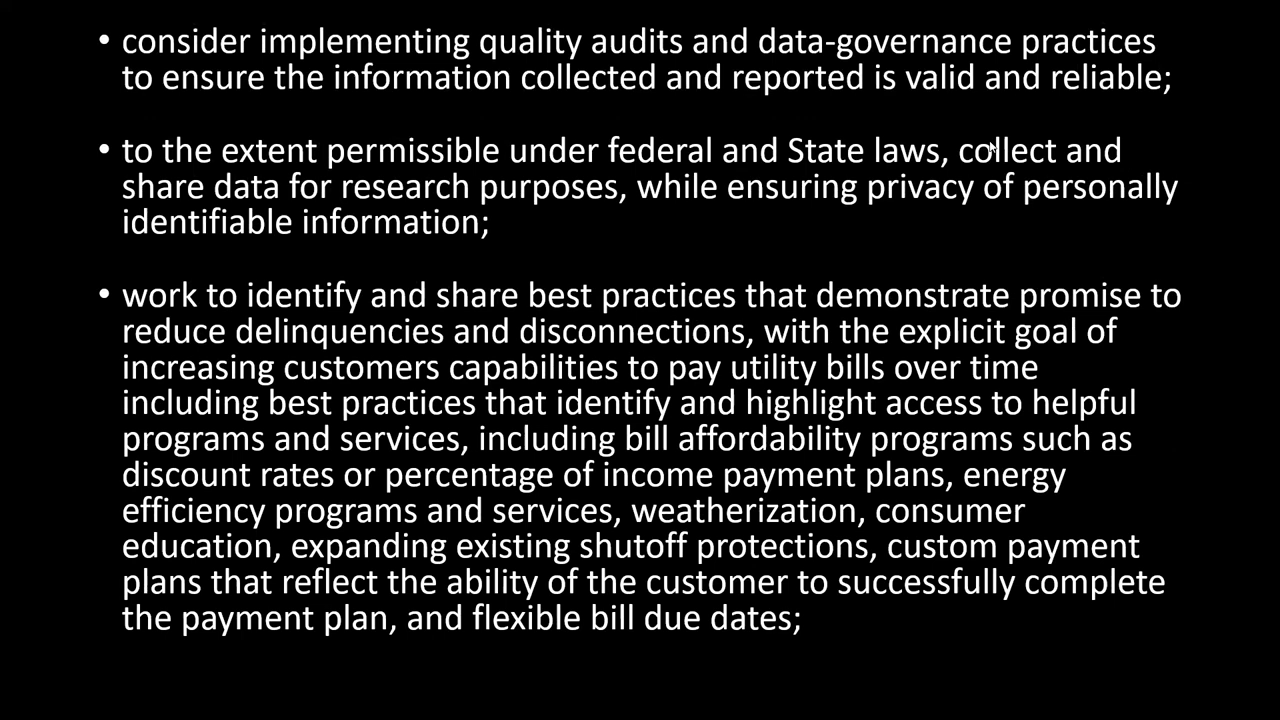 • consider implementing quality audits and data-governance practices
to ensure the information collected and reported is valid and reliable;
• to the extent permissible under federal and State laws, collect and
share data for research purposes, while ensuring privacy of personally
identifiable information;
• work to identify and share best practices that demonstrate promise to
reduce delinquencies and disconnections, with the explicit goal of
increasing customers capabilities to pay utility bills over time
including best practices that identify and highlight access to helpful
programs and services, including bill affordability programs such as
discount rates or percentage of income payment plans, energy
efficiency programs and services, weatherization, consumer
education, expanding existing shutoff protections, custom payment
plans that reflect the ability of the customer to successfully complete
the payment plan, and flexible bill due dates;